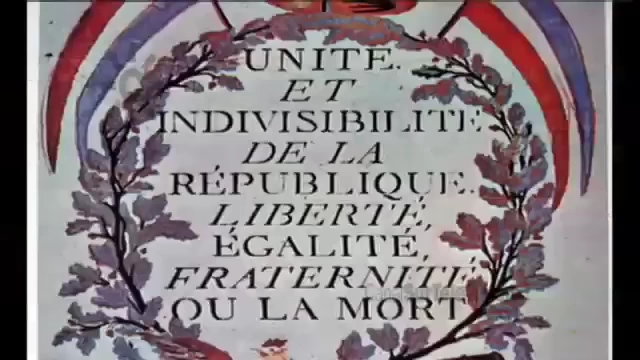 UNITÉ.
ET
INDIVISIBILITÉ
DE LA
RÉPUBLIQUE.
LIBERTÉ,
ÉGALITÉ,
FRATERNITÉ
OU LA MORT